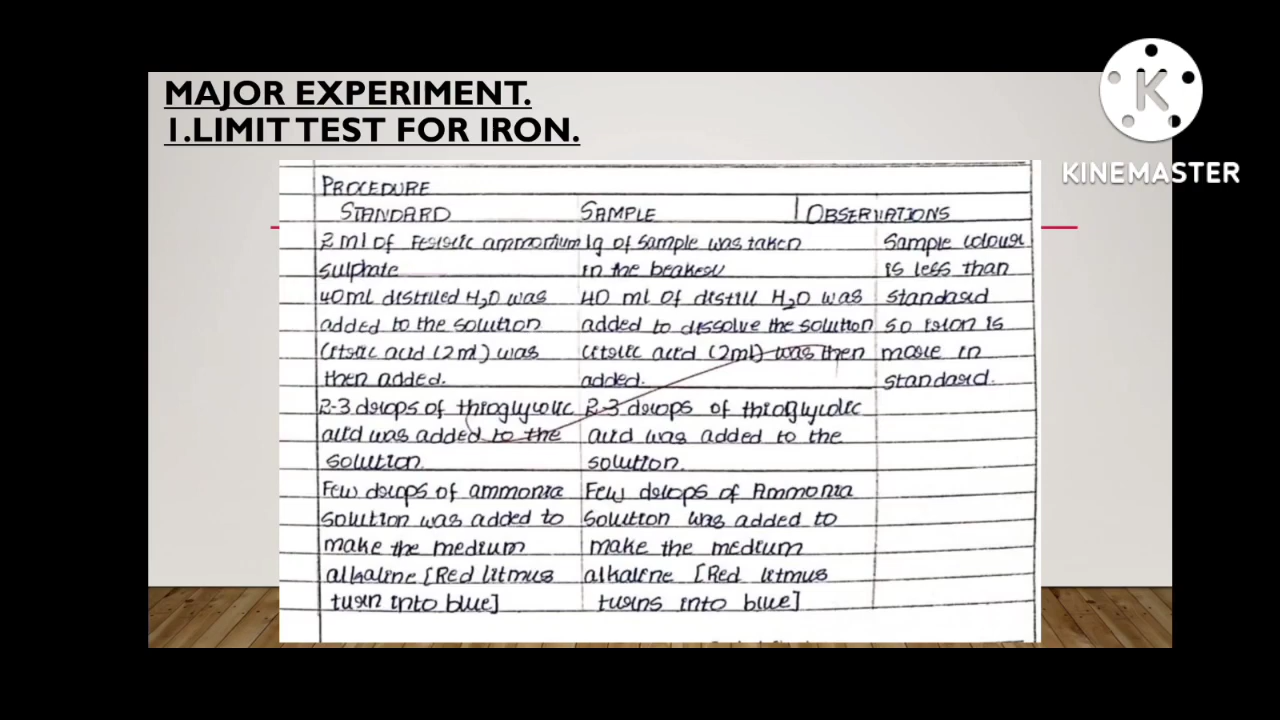 MAJOR EXPERIMENT.
1.LIMIT TEST FOR IRON.
KINEMASTER
PROCEDURE
STANDARD SAMPLE OBSERVATIONS
2 ml of Ferric ammonium 1g of sample was taken Sample colour
sulphate in the beaker is less than
40ml distilled H₂O was 40 ml of distill H₂O was standard
added to the solution added to dissolve the solution so iron is
Citric acid (2ml) was Citric acid (2ml) was then more in
then added. added. standard.
2-3 drops of thioglycolic 2-3 drops of thioglycolic
acid was added to the acid was added to the
solution. solution.
Few drops of ammonia Few drops of Ammonia
solution was added to solution was added to
make the medium make the medium
alkaline [Red litmus alkaline [Red litmus
turn into blue] turns into blue]